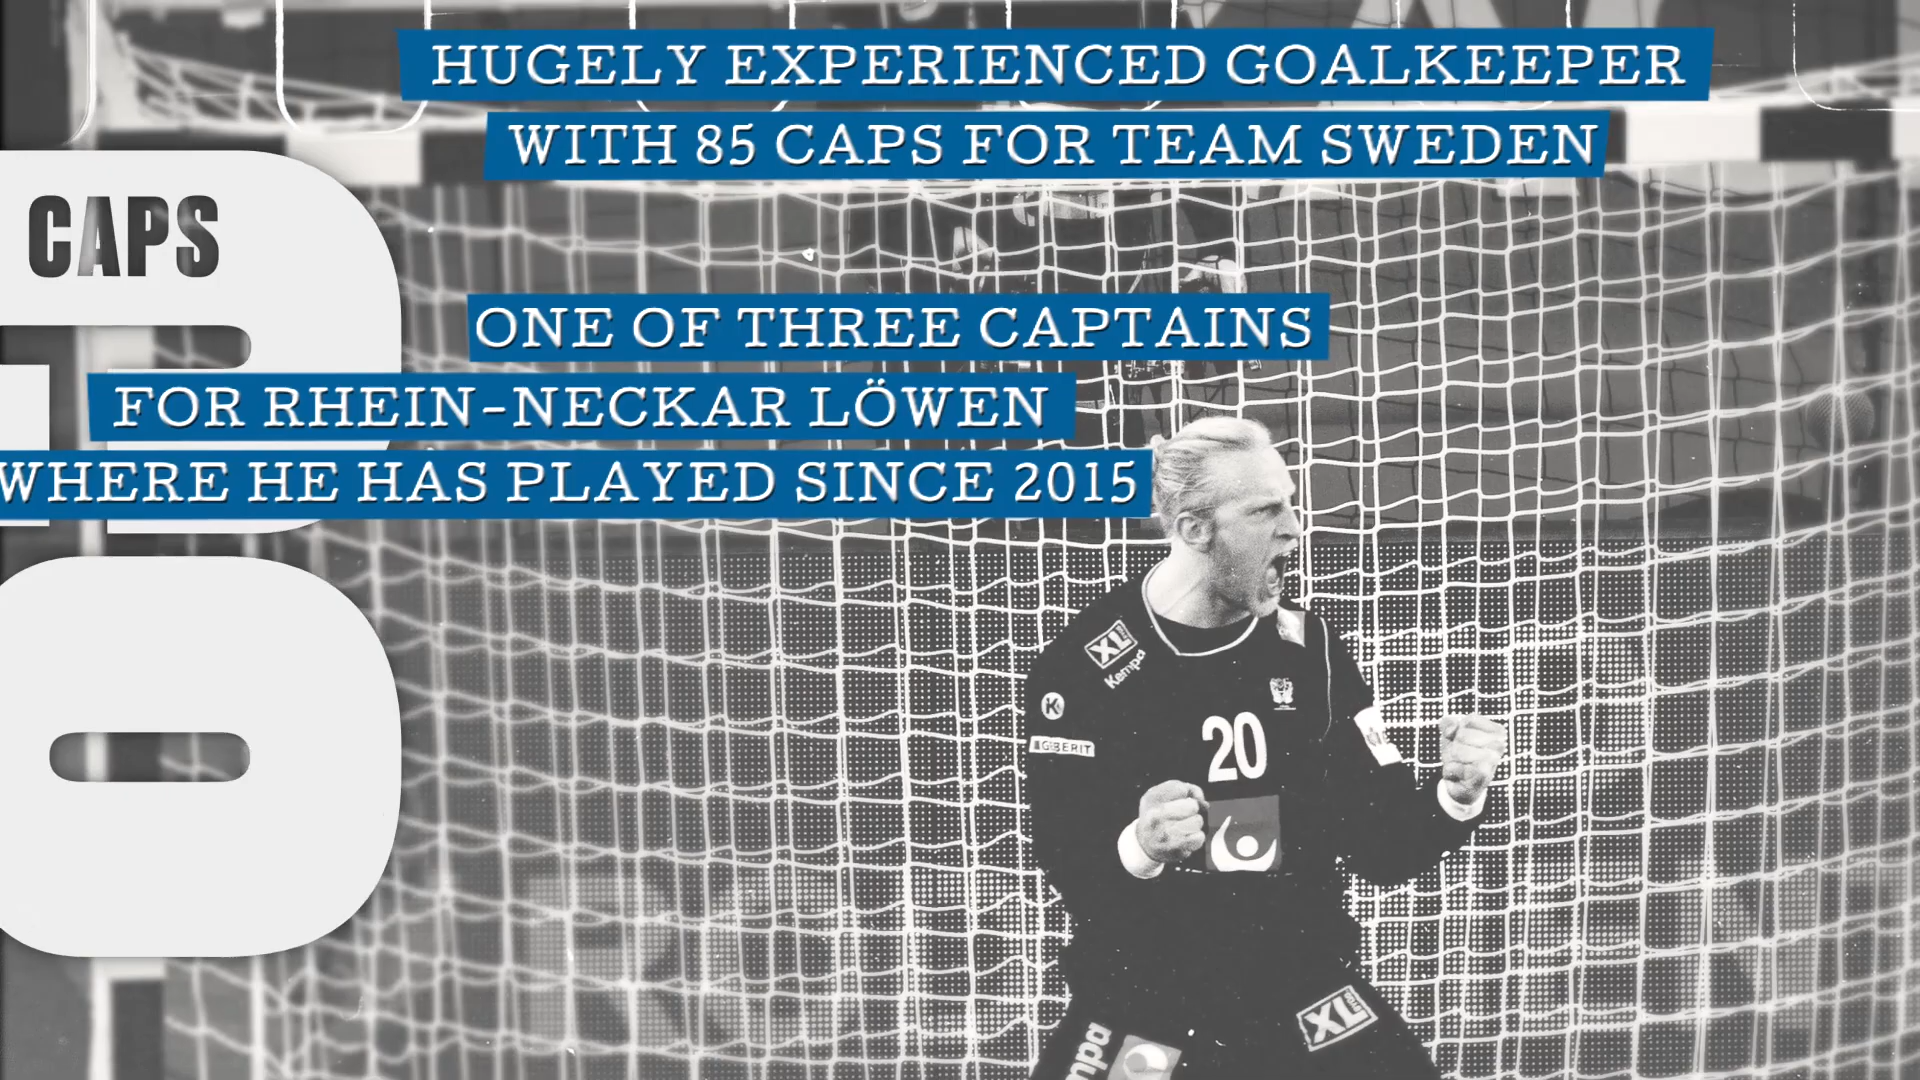 HUGELY EXPERIENCED GOALKEEPER
WITH 85 CAPS FOR TEAM SWEDEN
CAPS
ONE OF THREE CAPTAINS
FOR RHEIN-NECKAR LÖWEN
WHERE HE HAS PLAYED SINCE 2015
XL
Kempa
K
GEBERIT
20
XL